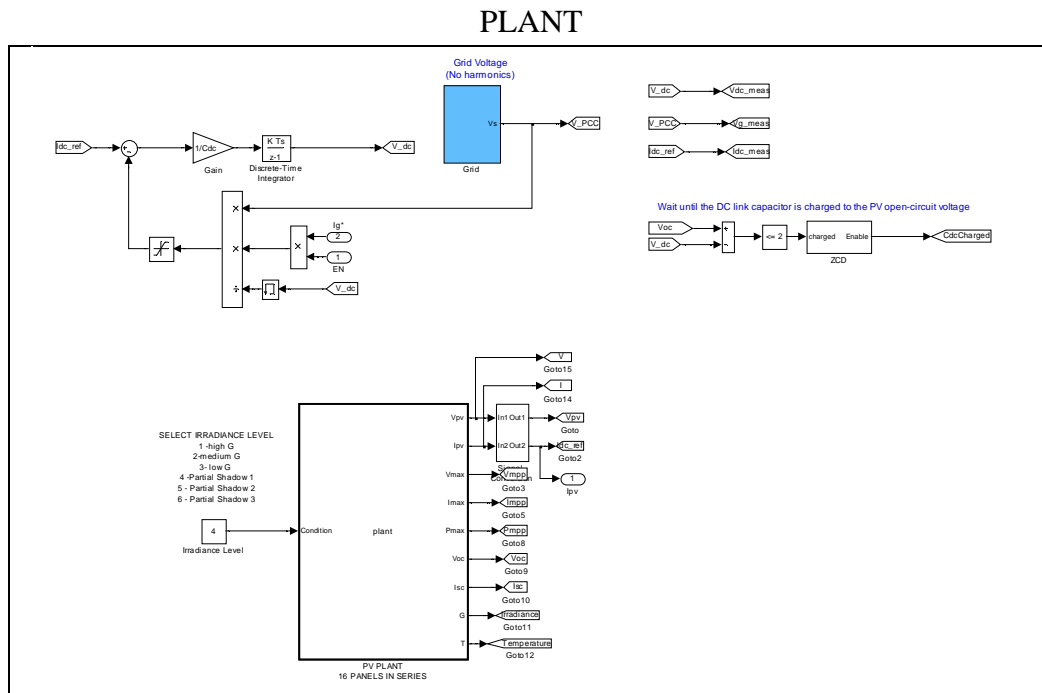 PLANT
Grid Voltage
(No harmonics)
Vs
Grid
V_PCC
V_dc
Vdc_meas
V_PCC
Vg_meas
Idc_ref
Idc_meas
Idc_ref
1/Cdc
Gain
K Ts
z-1
Discrete-Time
Integrator
V_dc
Ig*
2
1
EN
V_dc
×
×
÷
×
Wait until the DC link capacitor is charged to the PV open-circuit voltage
Voc
V_dc
<= 2
charged
Enable
ZCD
CdcCharged
SELECT IRRADIANCE LEVEL
1 -high G
2-medium G
3- low G
4 -Partial Shadow 1
5 - Partial Shadow 2
6 - Partial Shadow 3
4
Irradiance Level
Condition
plant
Vpv
Ipv
Vmax
Imax
Pmax
Voc
Isc
G
T
PV PLANT
16 PANELS IN SERIES
In1 Out1
In2 Out2
V
Goto15
I
Goto14
Vpv
Goto
Idc_ref
Goto2
1
Ipv
Vmpp
Goto3
Impp
Goto5
Pmpp
Goto8
Voc
Goto9
Isc
Goto10
Irradiance
Goto11
Temperature
Goto12